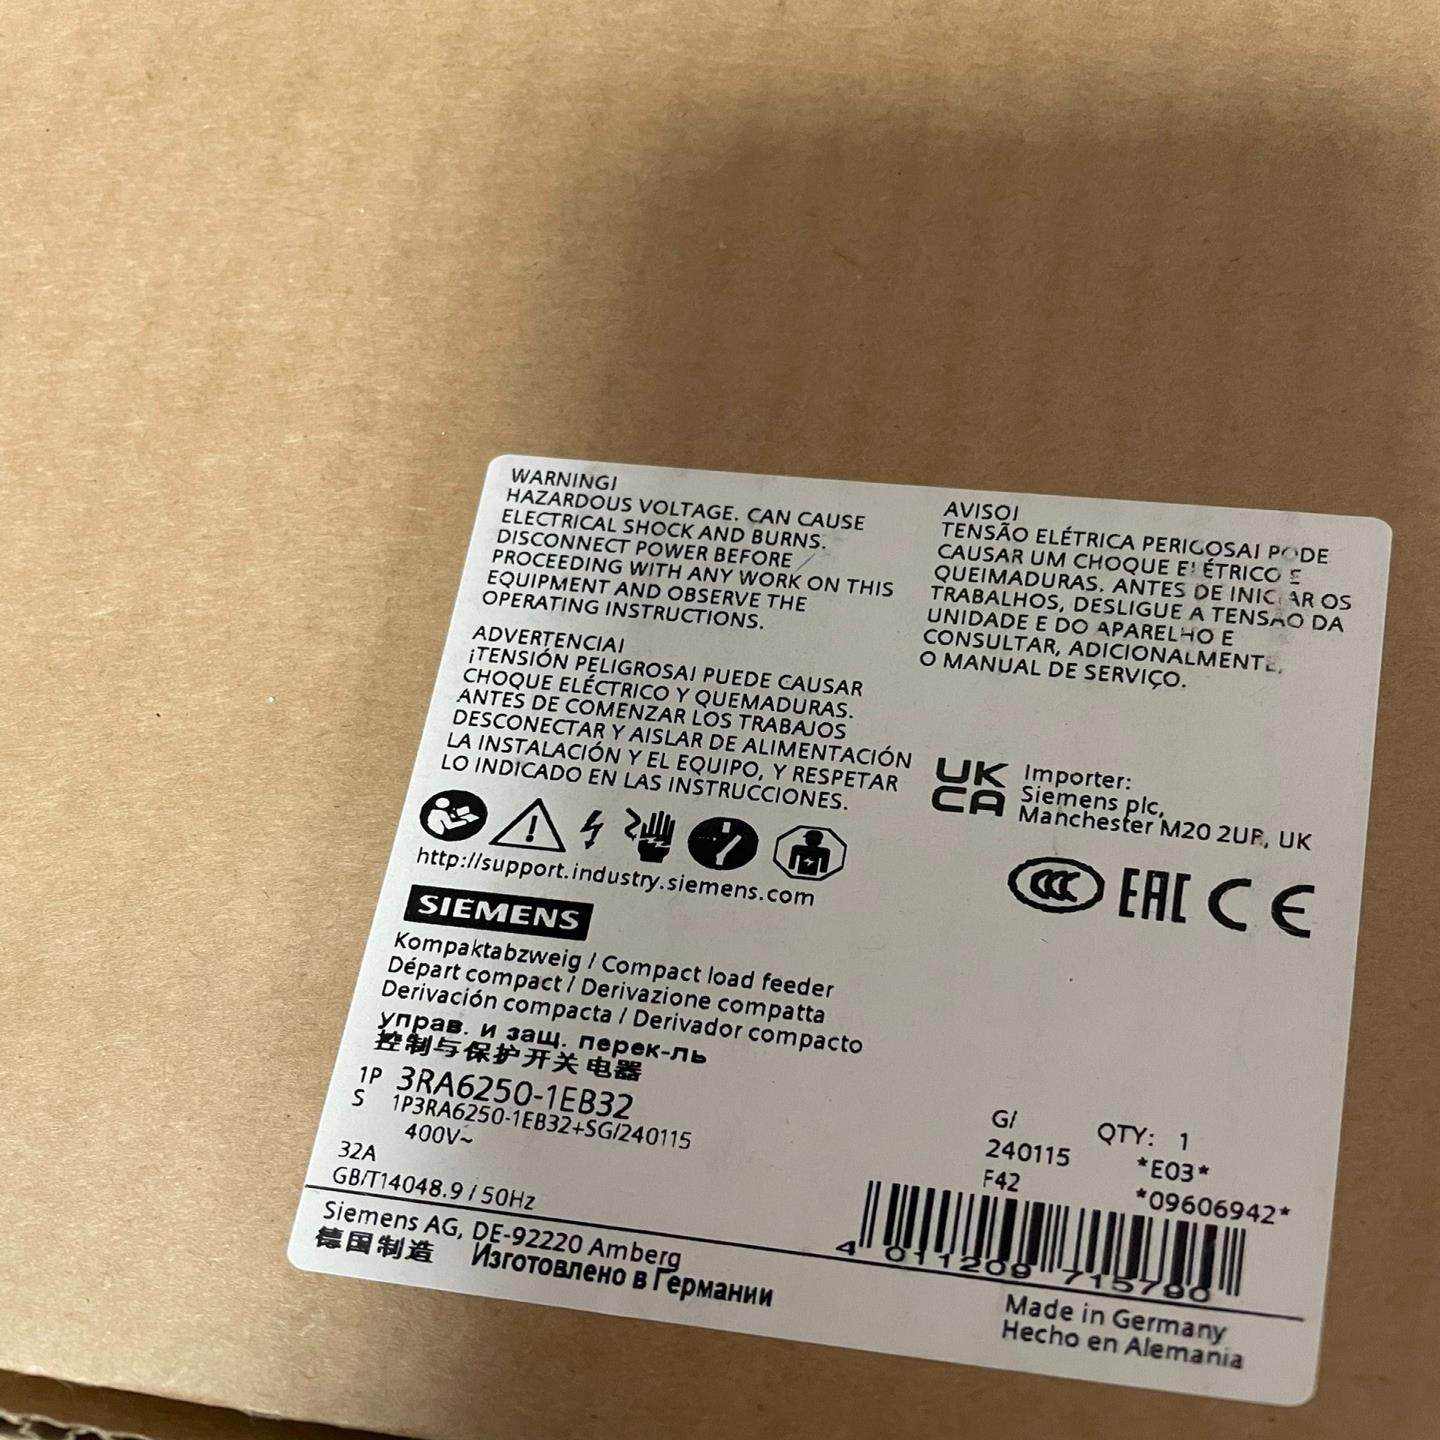 WARNING!
HAZARDOUS VOLTAGE. CAN CAUSE
ELECTRICAL SHOCK AND BURNS.
DISCONNECT POWER BEFORE
PROCEEDING WITH ANY WORK ON THIS
EQUIPMENT AND OBSERVE THE
OPERATING INSTRUCTIONS.
ADVERTENCIA!
¡TENSIÓN PELIGROSA! PUEDE CAUSAR
CHOQUE ELÉCTRICO Y QUEMADURAS.
ANTES DE COMENZAR LOS TRABAJOS
DESCONECTAR Y AISLAR DE ALIMENTACIÓN
LA INSTALACIÓN Y EL EQUIPO, Y RESPETAR
LO INDICADO EN LAS INSTRUCCIONES.
AVISO!
TENSÃO ELÉTRICA PERIGOSA! PODE
CAUSAR UM CHOQUE ELÉTRICO E
QUEIMADURAS. ANTES DE INICIAR OS
TRABALHOS, DESLIGUE A TENSÃO DA
UNIDADE E DO APARELHO E
CONSULTAR, ADICIONALMENTE,
O MANUAL DE SERVIÇO.
UK
CA
Importer:
Siemens plc,
Manchester M20 2UR, UK
CCC EAC CE
http://support.industry.siemens.com
SIEMENS
Kompaktabzweig / Compact load feeder
Départ compact / Derivazione compatta
Derivación compacta / Derivador compacto
управ. и защ. перек-ль
控制与保护开关电器
1P 3RA6250-1EB32
S 1P3RA6250-1EB32+SG/240115
400V~
32A
GB/T14048.9 / 50Hz
G/
240115
F42
QTY: 1
*E03*
*09606942*
4 011209 715790
Siemens AG, DE-92220 Amberg
德国制造 Изготовлено в Германии
Made in Germany
Hecho en Alemania